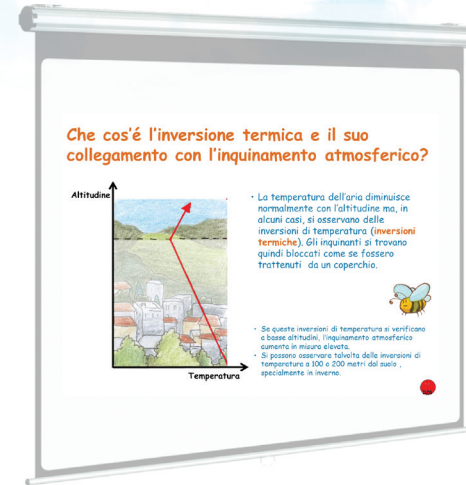 Che cos'é l'inversione termica e il suo
collegamento con l'inquinamento atmosferico?
Altitudine
• La temperatura dell'aria diminuisce
normalmente con l'altitudine ma, in
alcuni casi, si osservano delle
inversioni di temperatura (inversioni
termiche). Gli inquinanti si trovano
quindi bloccati come se fossero
trattenuti da un coperchio.
• Se queste inversioni di temperatura si verificano
a basse altitudini, l'inquinamento atmosferico
aumenta in misura elevata.
• Si possono osservare talvolta delle inversioni di
temperatura a 100 o 200 metri dal suolo ,
specialmente in inverno.
Temperatura